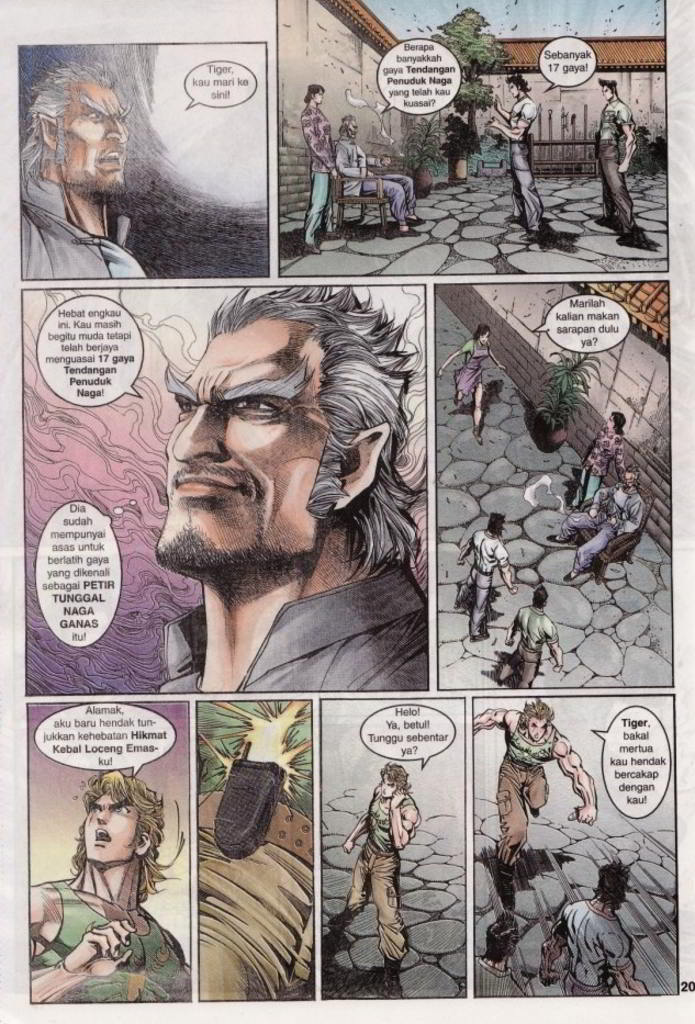 Tiger,
kau mari ke
sini!
Berapa
banyakkah
gaya Tendangan
Penuduk Naga
yang telah kau
kuasai?
Sebanyak
17 gaya!
Hebat engkau
ini. Kau masih
begitu muda tetapi
telah berjaya
menguasai 17 gaya
Tendangan
Penuduk
Naga!
Dia
sudah
mempunyai
asas untuk
berlatih gaya
yang dikenali
sebagai PETIR
TUNGGAL
NAGA
GANAS
itu!
Marilah
kalian makan
sarapan dulu
ya?
Alamak,
aku baru hendak tun-
jukkan kehebatan Hikmat
Kebal Loceng Emas-
ku!
Helo!
Ya, betul!
Tunggu sebentar
ya?
Tiger,
bakal
mertua
kau hendak
bercakap
dengan
kau!
20